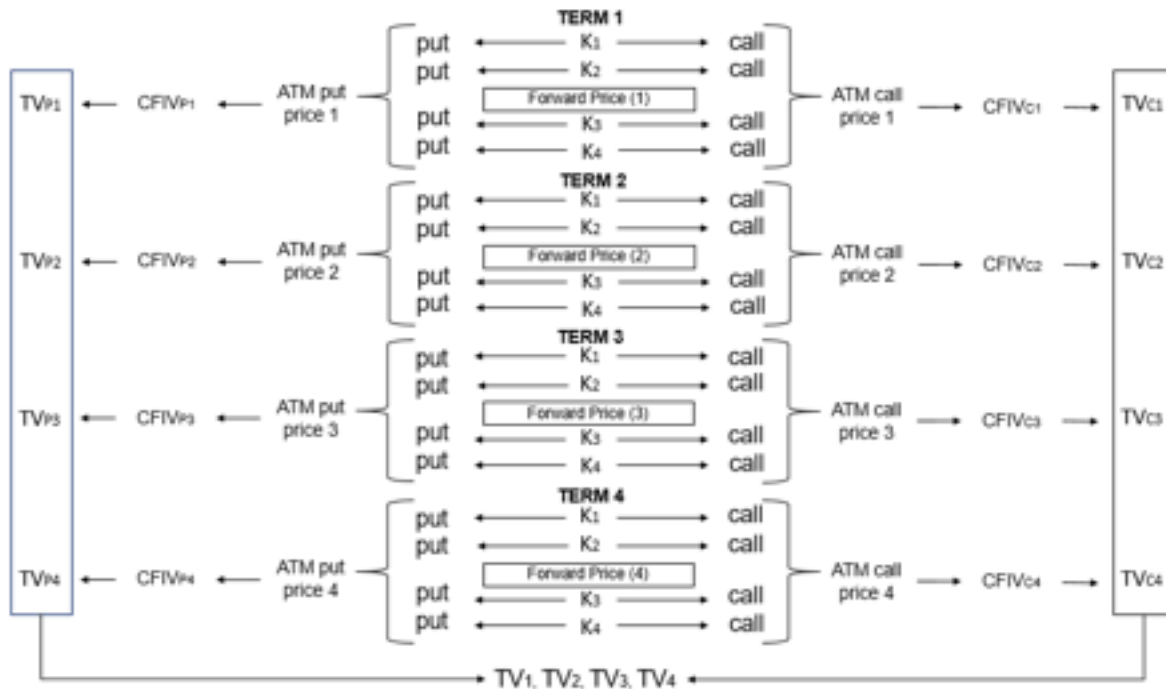 TERM 1
put K1 call
put K2 call
TVP1 CFIVP1 ATM put price 1 Forward Price (1) ATM call price 1 CFIVC1 TVC1
put K3 call
put K4 call
TERM 2
put K1 call
put K2 call
TVP2 CFIVP2 ATM put price 2 Forward Price (2) ATM call price 2 CFIVC2 TVC2
put K3 call
put K4 call
TERM 3
put K1 call
put K2 call
TVP3 CFIVP3 ATM put price 3 Forward Price (3) ATM call price 3 CFIVC3 TVC3
put K3 call
put K4 call
TERM 4
put K1 call
put K2 call
TVP4 CFIVP4 ATM put price 4 Forward Price (4) ATM call price 4 CFIVC4 TVC4
put K3 call
put K4 call
TV1, TV2, TV3, TV4